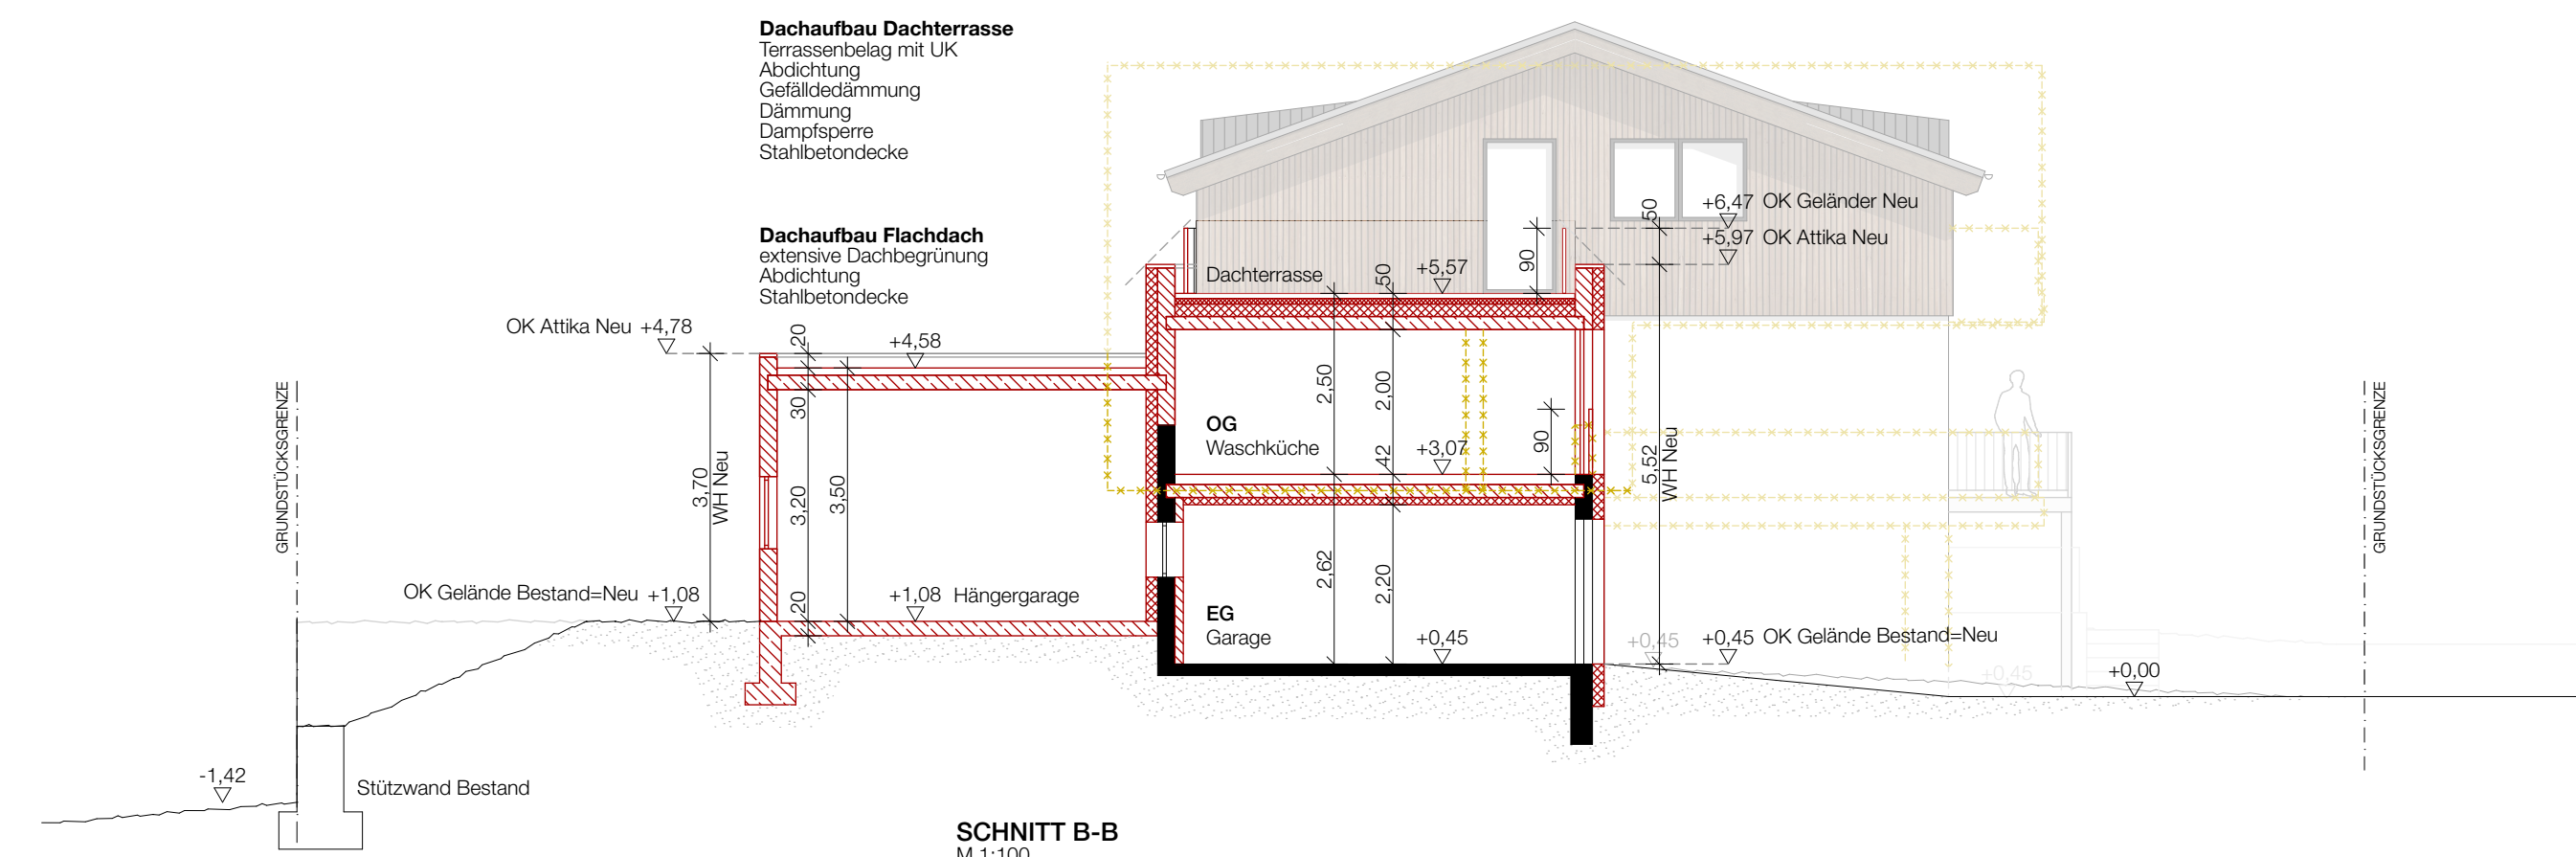 Dachaufbau Dachterrasse
Terrassenbelag mit UK
Abdichtung
Gefälldedämmung
Dämmung
Dampfsperre
Stahlbetondecke
Dachaufbau Flachdach
extensive Dachbegrünung
Abdichtung
Stahlbetondecke
50
+6,47 OK Geländer Neu
+5,97 OK Attika Neu
90
Dachterrasse
50
+5,57
OK Attika Neu +4,78
20
+4,58
GRUNDSTÜCKSGRENZE
30
3,70
WH Neu
3,20
3,50
2,50
2,00
OG
Waschküche
42
+3,07
90
5,52
WH Neu
GRUNDSTÜCKSGRENZE
OK Gelände Bestand=Neu +1,08
20
+1,08 Hängergarage
2,62
2,20
EG
Garage
+0,45
+0,45
+0,45 OK Gelände Bestand=Neu
+0,45
+0,00
-1,42
Stützwand Bestand
SCHNITT B-B
M 1:100